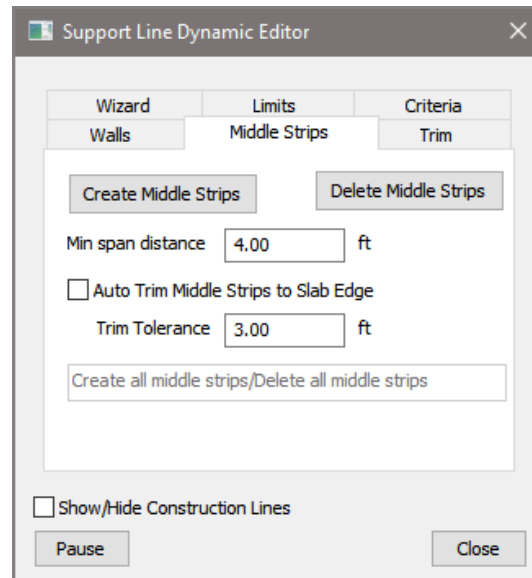 Support Line Dynamic Editor
Wizard Limits Criteria
Walls Middle Strips Trim
Create Middle Strips Delete Middle Strips
Min span distance 4.00 ft
Auto Trim Middle Strips to Slab Edge
Trim Tolerance 3.00 ft
Create all middle strips/Delete all middle strips
Show/Hide Construction Lines
Pause Close